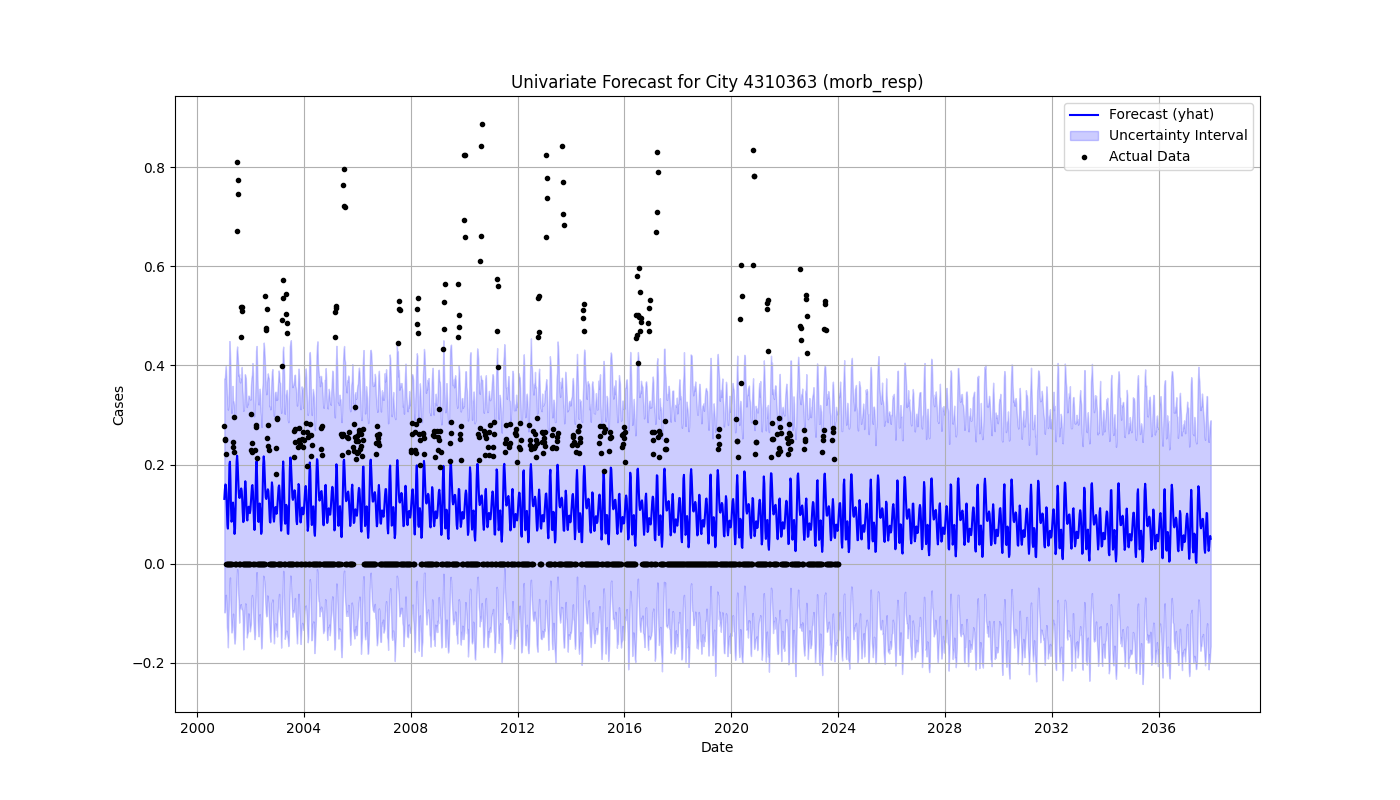 Univariate Forecast for City 4310363 (morb_resp)
Forecast (yhat)
Uncertainty Interval
Actual Data
Cases
0.8
0.6
0.4
0.2
0.0
−0.2
2000 2004 2008 2012 2016 2020 2024 2028 2032 2036
Date